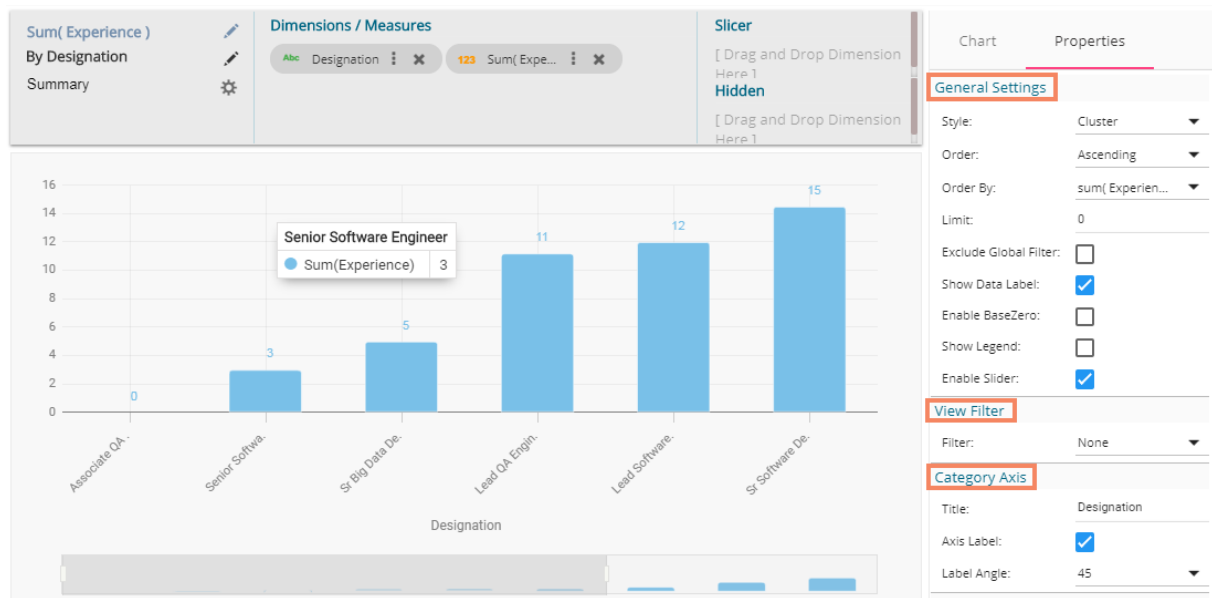 Sum( Experience )
By Designation
Summary
Dimensions / Measures
Abc Designation
123 Sum( Expe...
Slicer
[ Drag and Drop Dimension
Here ]
Hidden
[ Drag and Drop Dimension
Here ]
Chart Properties
General Settings
Style: Cluster
Order: Ascending
Order By: sum( Experien...
Limit: 0
Exclude Global Filter:
Show Data Label:
Enable BaseZero:
Show Legend:
Enable Slider:
View Filter
Filter: None
Category Axis
Title: Designation
Axis Label:
Label Angle: 45
16
14
12
10
8
6
4
2
0
0
3
5
11
12
15
Senior Software Engineer
Sum(Experience) 3
Associate QA .
Senior Softwa.
Sr Big Data De.
Lead QA Engin.
Lead Software.
Sr Software De.
Designation